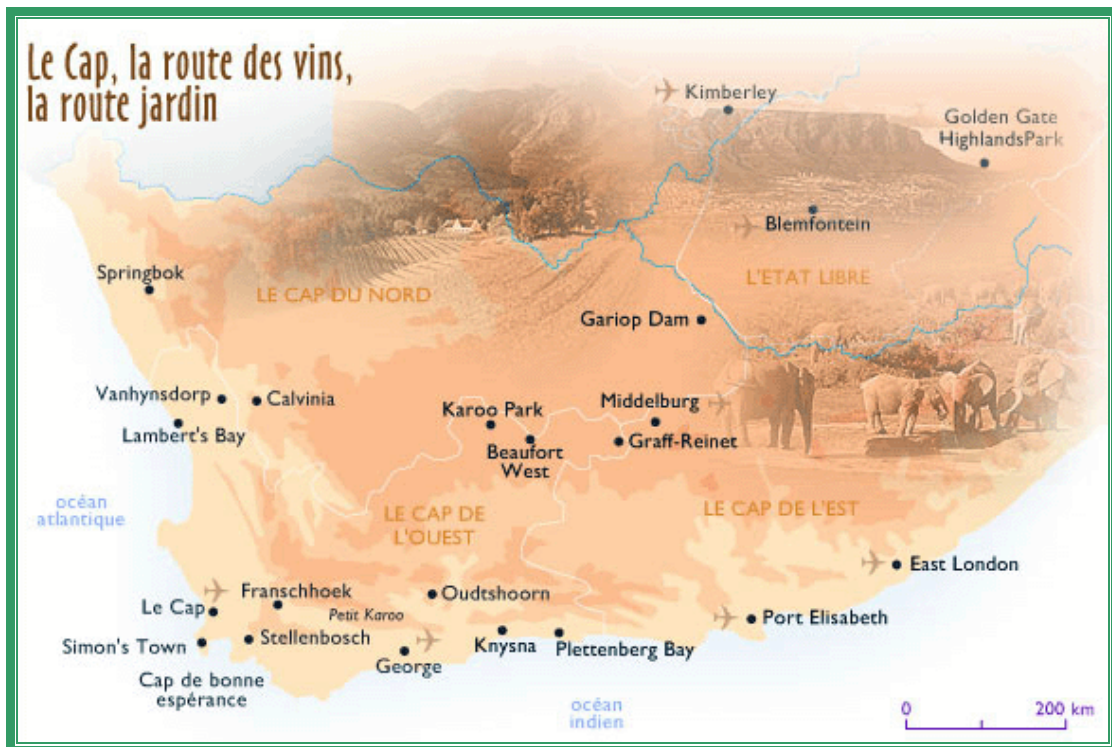 Le Cap, la route des vins,
la route jardin
Kimberley
Golden Gate
HighlandsPark
Blemfontein
Springbok
LE CAP DU NORD
L'ETAT LIBRE
Gariop Dam
Vanhynsdorp
Calvinia
Lambert's Bay
Karoo Park
Middelburg
Beaufort
West
Graff-Reinet
océan
atlantique
LE CAP DE
L'OUEST
LE CAP DE L'EST
East London
Franschhoek
Oudtshoorn
Le Cap
Petit Karoo
Port Elisabeth
Simon's Town
Stellenbosch
George
Knysna
Plettenberg Bay
Cap de bonne
espérance
océan
indien
0
200 km